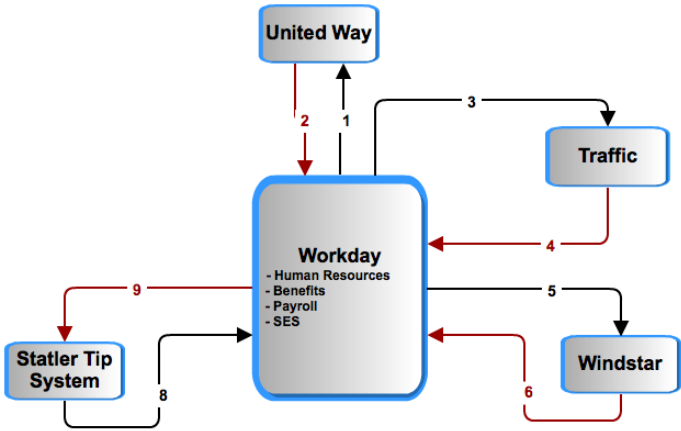 United Way
2
1
3
Traffic
4
Workday
- Human Resources
- Benefits
- Payroll
- SES
9
5
Statler Tip
System
8
Windstar
6